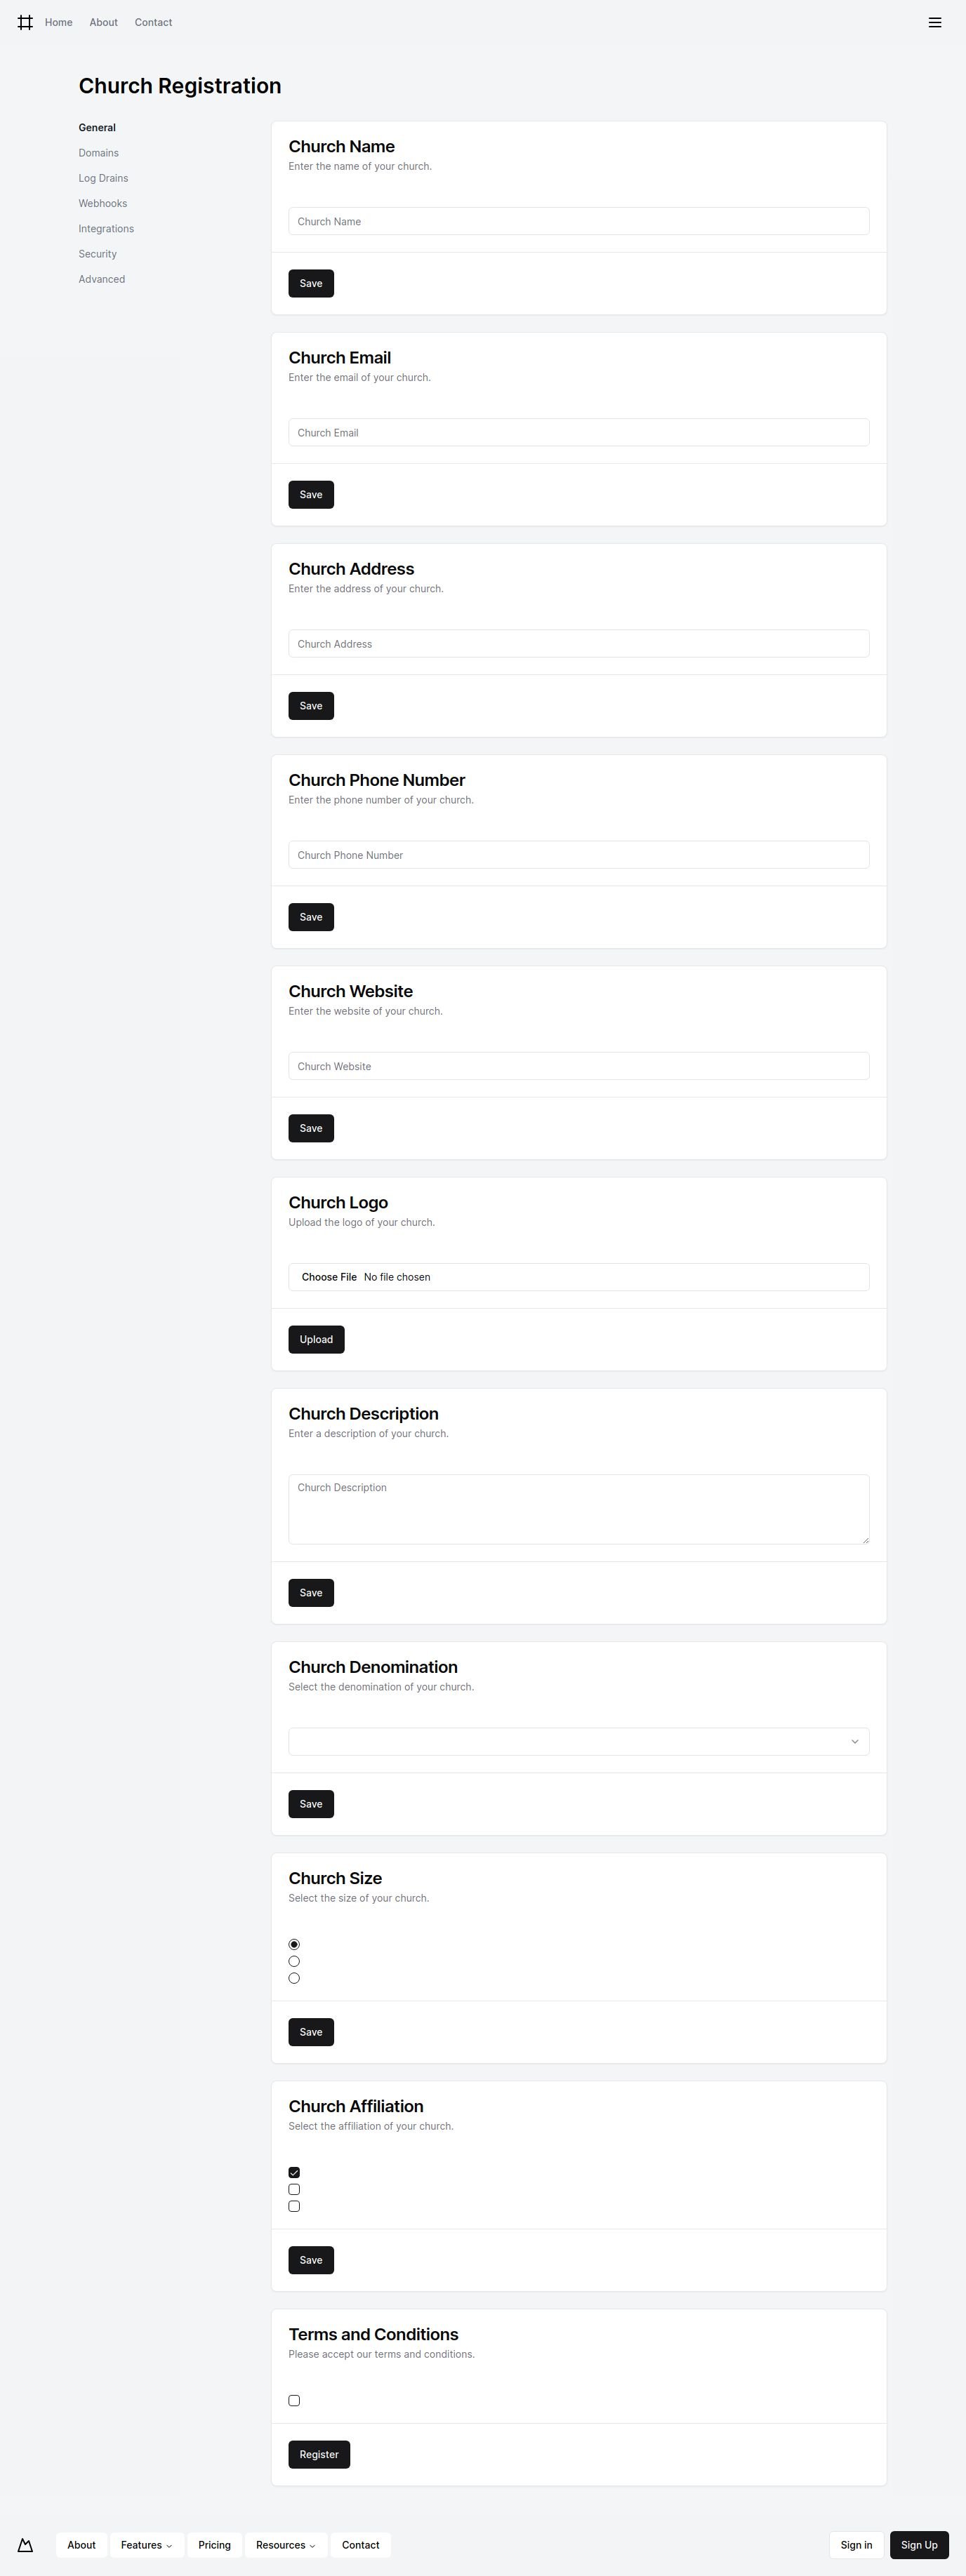 Home About Contact
Church Registration
General
Domains
Log Drains
Webhooks
Integrations
Security
Advanced
Church Name
Enter the name of your church.
Church Name
Save
Church Email
Enter the email of your church.
Church Email
Save
Church Address
Enter the address of your church.
Church Address
Save
Church Phone Number
Enter the phone number of your church.
Church Phone Number
Save
Church Website
Enter the website of your church.
Church Website
Save
Church Logo
Upload the logo of your church.
Choose File No file chosen
Upload
Church Description
Enter a description of your church.
Church Description
Save
Church Denomination
Select the denomination of your church.
Save
Church Size
Select the size of your church.
Save
Church Affiliation
Select the affiliation of your church.
Save
Terms and Conditions
Please accept our terms and conditions.
Register
About Features Pricing Resources Contact Sign in Sign Up